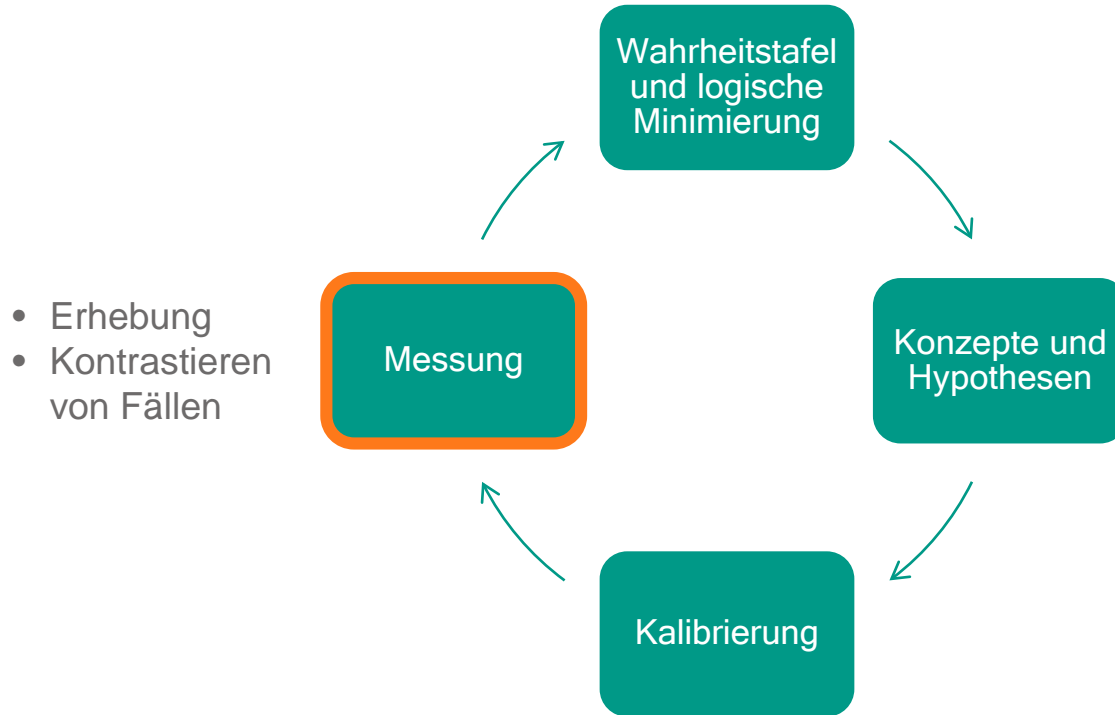 Wahrheitstafel
und logische
Minimierung
• Erhebung
• Kontrastieren
von Fällen
Messung
Konzepte und
Hypothesen
Kalibrierung